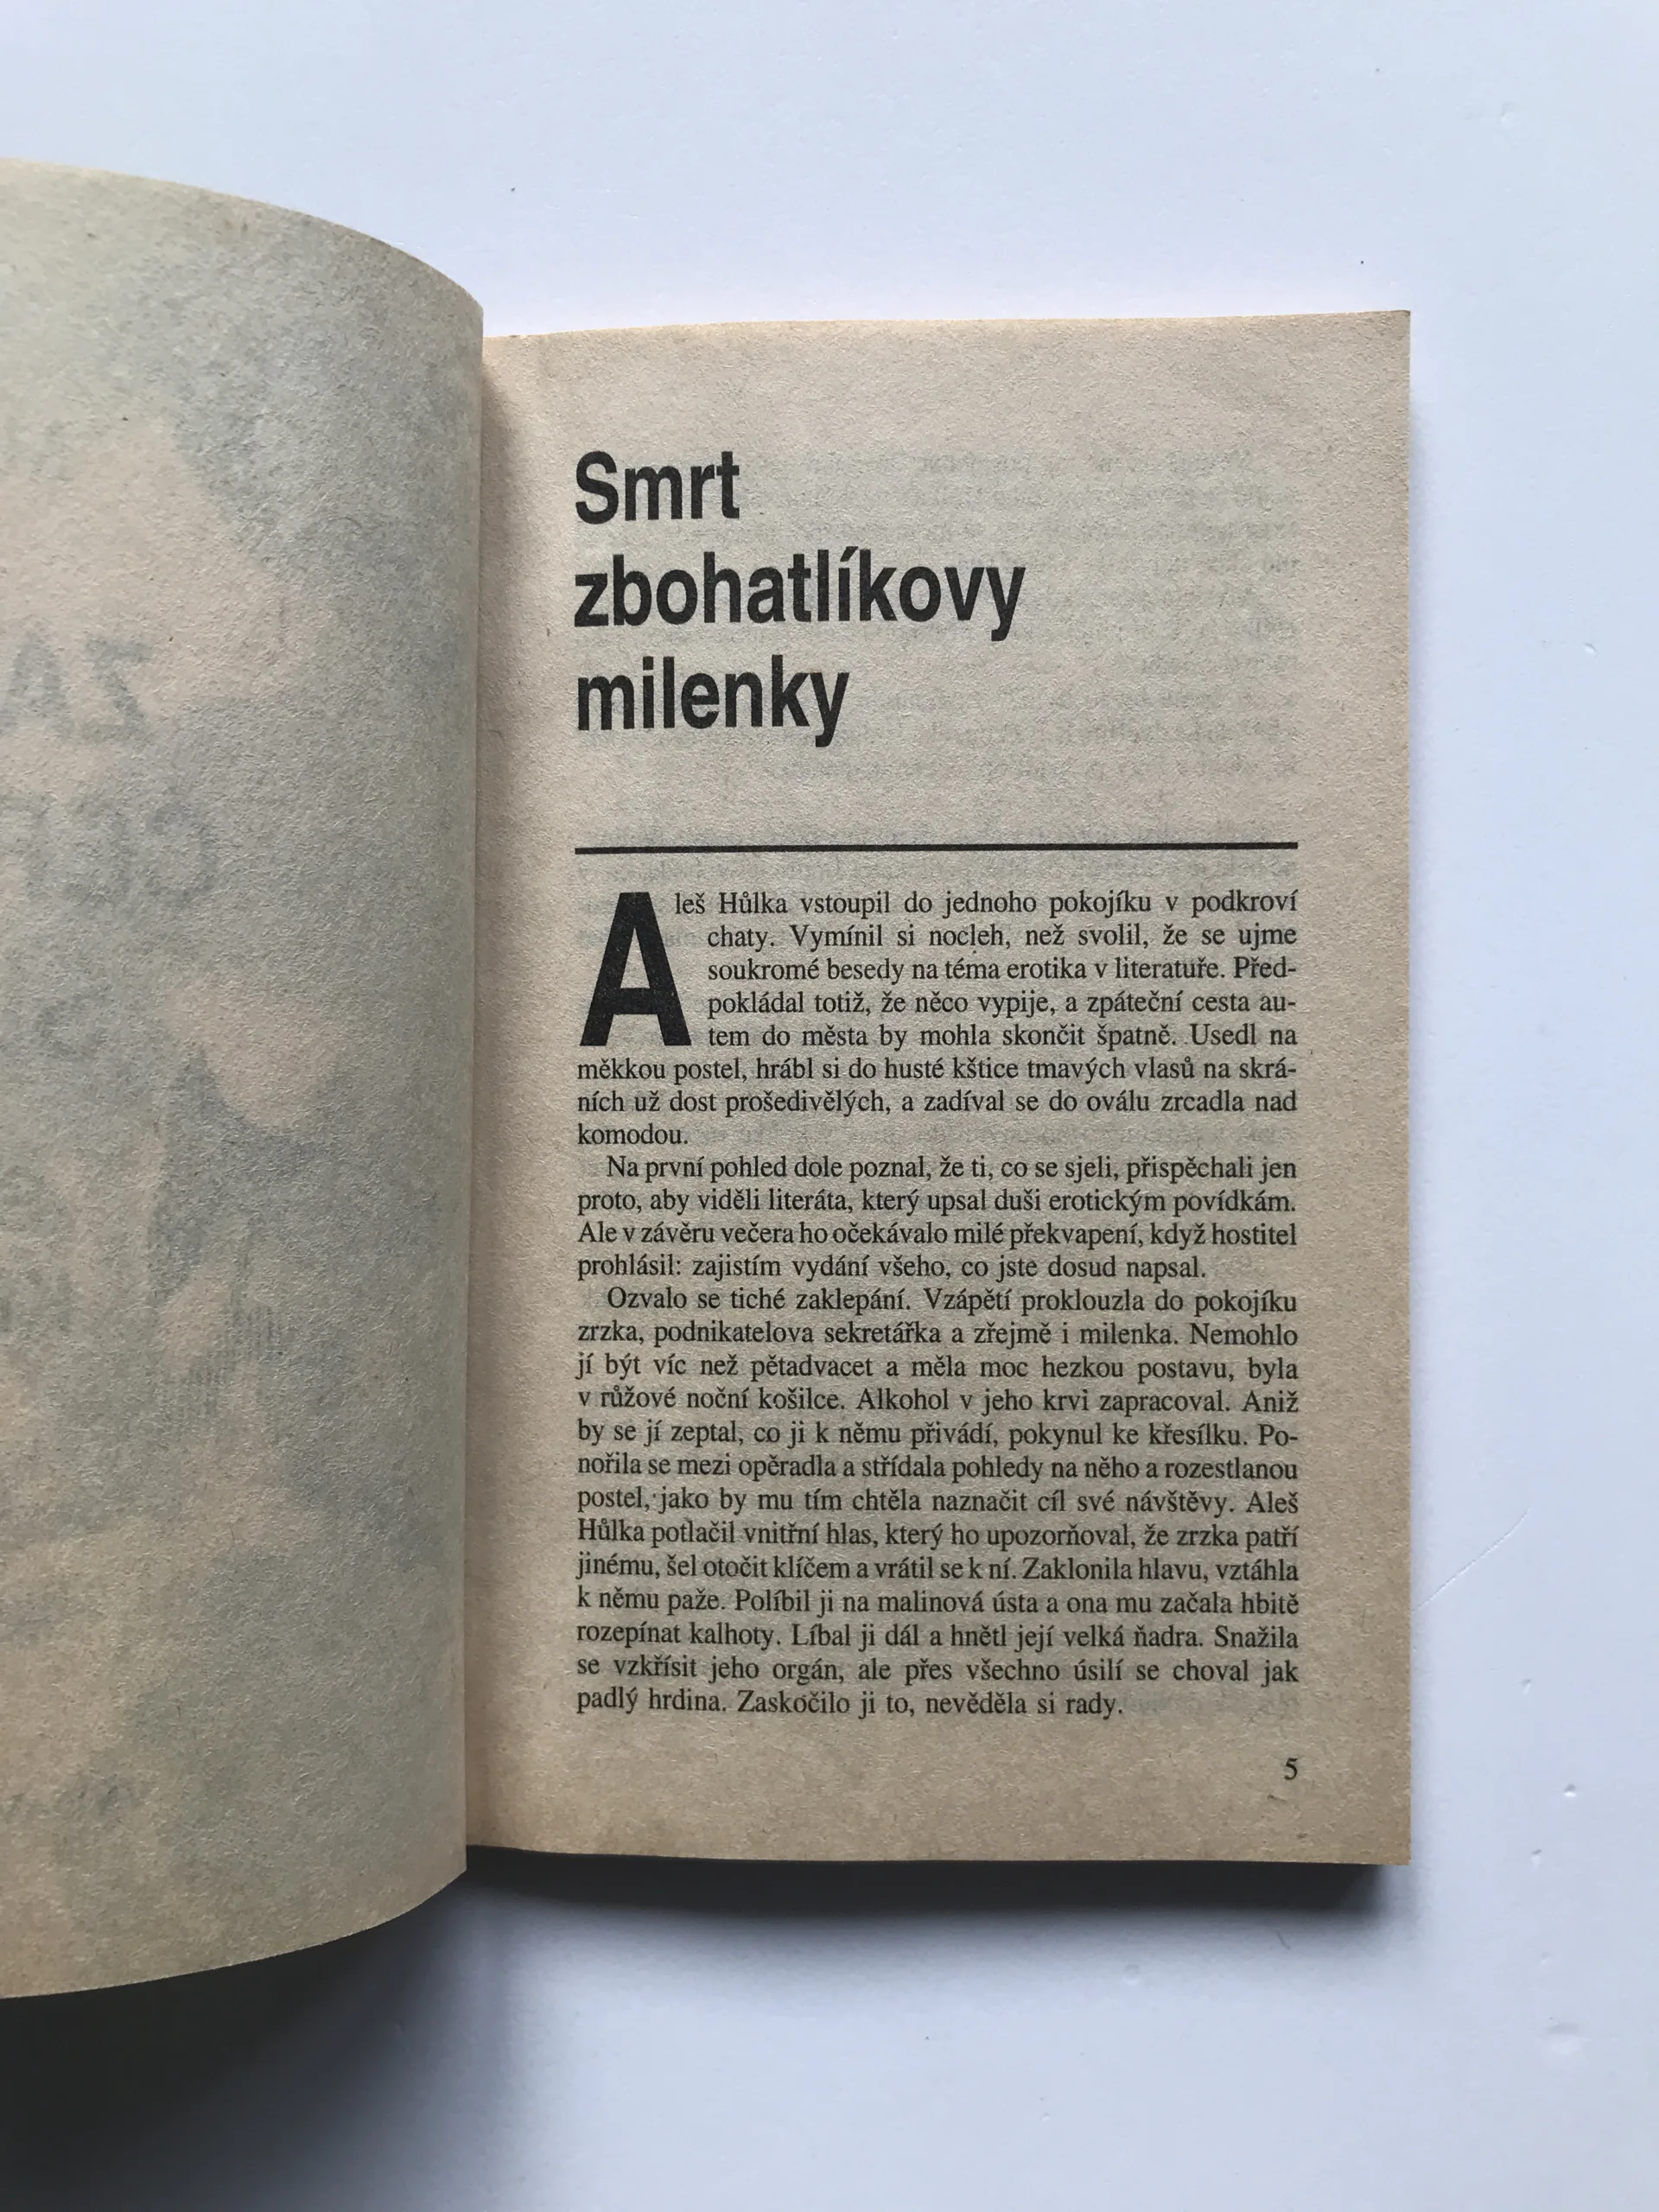 Smrt
zbohatlíkovy
milenky
Aleš Hůlka vstoupil do jednoho pokojíku v podkroví
chaty. Vymínil si nocleh, než svolil, že se ujme
soukromé besedy na téma erotika v literatuře. Před-
pokládal totiž, že něco vypije, a zpáteční cesta au-
tem do města by mohla skončit špatně. Usedl na
měkkou postel, hrábl si do husté kštice tmavých vlasů na skrá-
ních už dost prošedivělých, a zadíval se do oválu zrcadla nad
komodou.
Na první pohled dole poznal, že ti, co se sjeli, přispěchali jen
proto, aby viděli literáta, který upsal duši erotickým povídkám.
Ale v závěru večera ho očekávalo milé překvapení, když hostitel
prohlásil: zajistím vydání všeho, co jste dosud napsal.
Ozvalo se tiché zaklepání. Vzápětí proklouzla do pokojíku
zrzka, podnikatelova sekretářka a zřejmě i milenka. Nemohlo
jí být víc než pětadvacet a měla moc hezkou postavu, byla
v růžové noční košilce. Alkohol v jeho krvi zapracoval. Aniž
by se jí zeptal, co ji k němu přivádí, pokynul ke křesílku. Po-
nořila se mezi opěradla a střídala pohledy na něho a rozestlanou
postel, jako by mu tím chtěla naznačit cíl své návštěvy. Aleš
Hůlka potlačil vnitřní hlas, který ho upozorňoval, že zrzka patří
jinému, šel otočit klíčem a vrátil se k ní. Zaklonila hlavu, vztáhla
k němu paže. Políbil ji na malinová ústa a ona mu začala hbitě
rozepínat kalhoty. Líbal ji dál a hnětl její velká ňadra. Snažila
se vzkřísit jeho orgán, ale přes všechno úsilí se choval jak
padlý hrdina. Zaskočilo ji to, nevěděla si rady.
5